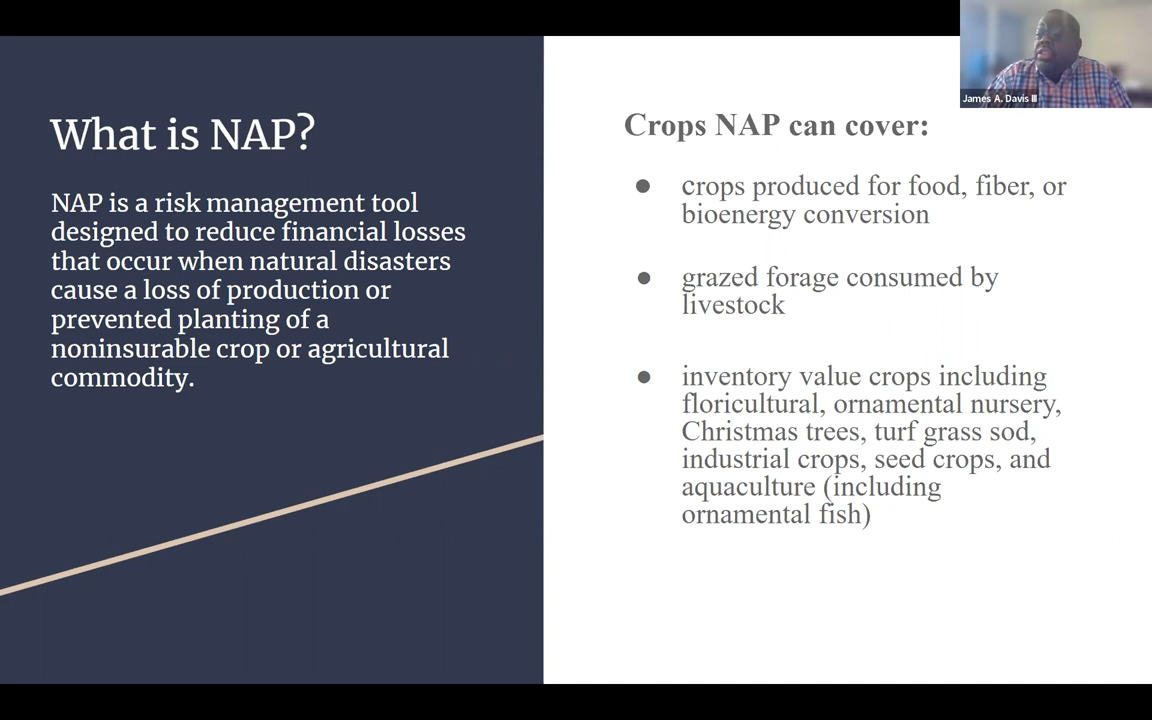 What is NAP?
NAP is a risk management tool
designed to reduce financial losses
that occur when natural disasters
cause a loss of production or
prevented planting of a
noninsurable crop or agricultural
commodity.
Crops NAP can cover:
● crops produced for food, fiber, or
bioenergy conversion
● grazed forage consumed by
livestock
● inventory value crops including
floricultural, ornamental nursery,
Christmas trees, turf grass sod,
industrial crops, seed crops, and
aquaculture (including
ornamental fish)
James A. Davis III